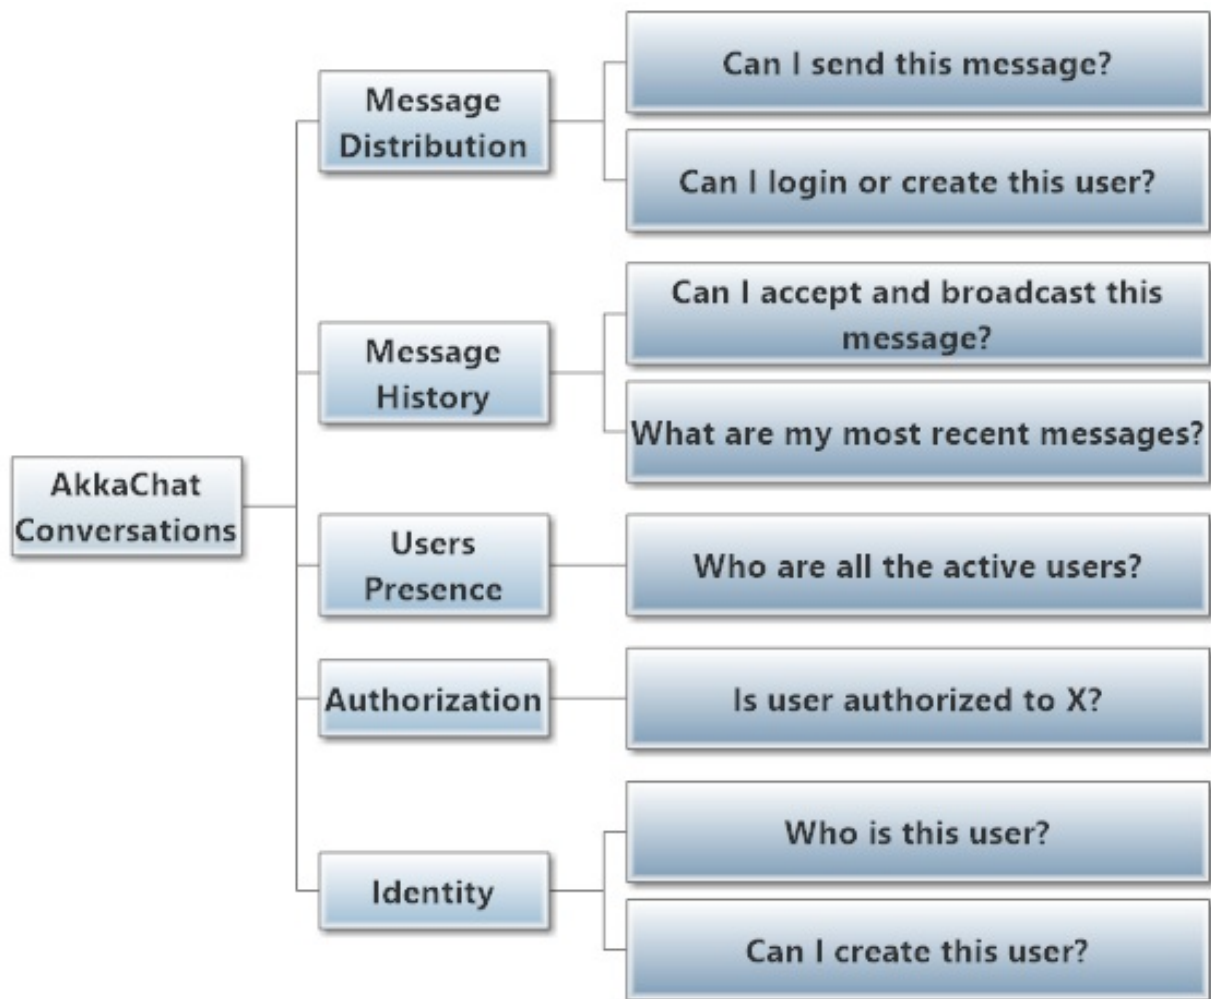 Can I send this message?
Message
Distribution
Can I login or create this user?
Can I accept and broadcast this
message?
Message
History
What are my most recent messages?
AkkaChat
Conversations
Users
Presence
Who are all the active users?
Authorization
Is user authorized to X?
Who is this user?
Identity
Can I create this user?